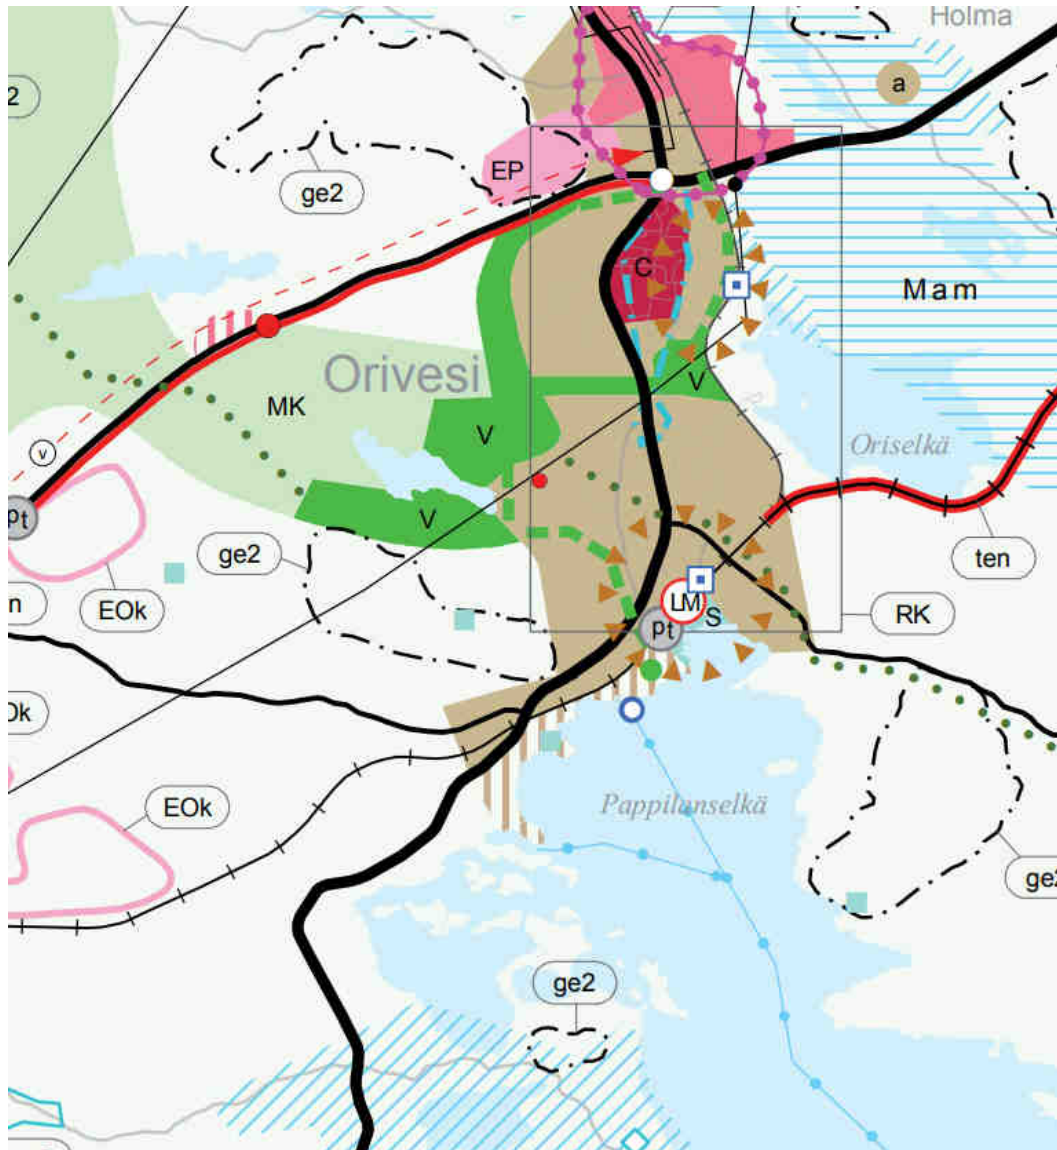 Holma
a
2
EP
ge2
C
Mam
Orivesi
MK
V
V
v
Oriselkä
pt
V
ge2
ten
n
EOk
LM
S
RK
pt
Ok
EOk
Pappilanselkä
ge2
ge2